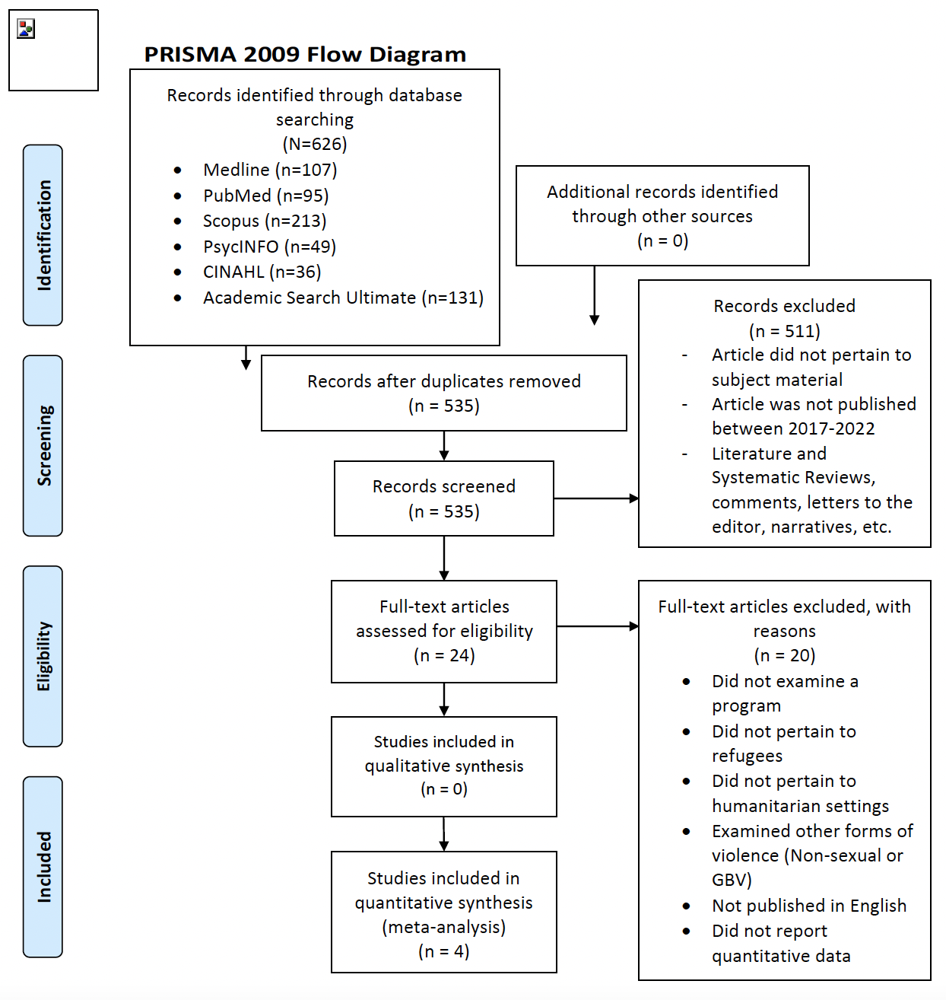 PRISMA 2009 Flow Diagram
Records identified through database
searching
(N=626)
• Medline (n=107)
• PubMed (n=95)
• Scopus (n=213)
• PsycINFO (n=49)
• CINAHL (n=36)
• Academic Search Ultimate (n=131)
Additional records identified
through other sources
(n = 0)
Identification
Records excluded
(n = 511)
- Article did not pertain to
subject material
- Article was not published
between 2017-2022
- Literature and
Systematic Reviews,
comments, letters to the
editor, narratives, etc.
Records after duplicates removed
(n = 535)
Screening
Records screened
(n = 535)
Full-text articles
assessed for eligibility
(n = 24)
Full-text articles excluded, with
reasons
(n = 20)
• Did not examine a
program
• Did not pertain to
refugees
• Did not pertain to
humanitarian settings
• Examined other forms of
violence (Non-sexual or
GBV)
• Not published in English
• Did not report
quantitative data
Eligibility
Studies included in
qualitative synthesis
(n = 0)
Included
Studies included in
quantitative synthesis
(meta-analysis)
(n = 4)